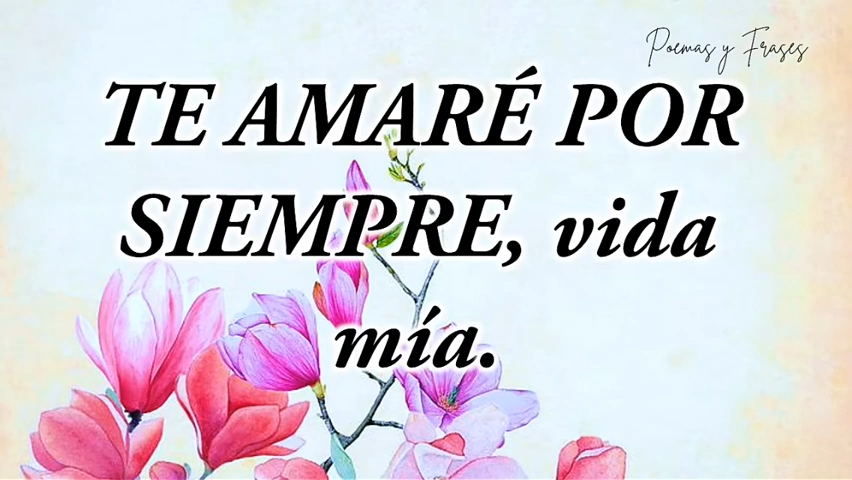 Poemas y Frases
TE AMARÉ POR
SIEMPRE, vida
mía.